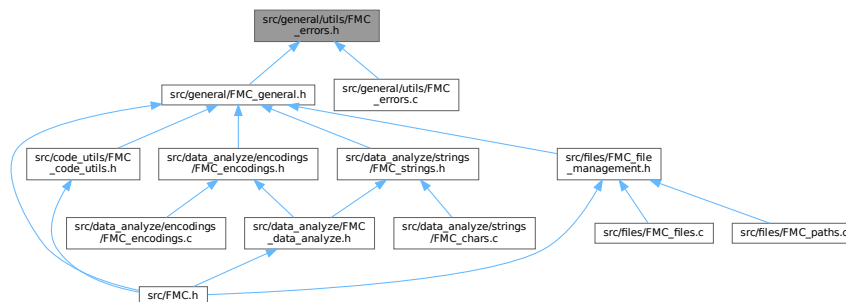 src/general/utils/FMC
_errors.h
src/general/FMC_general.h
src/general/utils/FMC
_errors.c
src/code_utils/FMC
_code_utils.h
src/data_analyze/encodings
/FMC_encodings.h
src/data_analyze/strings
/FMC_strings.h
src/files/FMC_file
_management.h
src/data_analyze/encodings
/FMC_encodings.c
src/data_analyze/FMC
_data_analyze.h
src/data_analyze/strings
/FMC_chars.c
src/files/FMC_files.c
src/files/FMC_paths.c
src/FMC.h